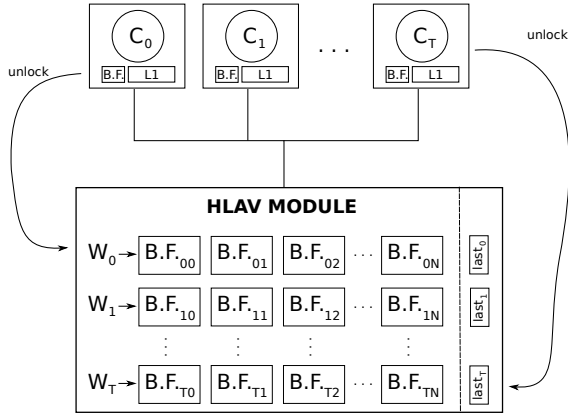 C0 C1 . . . CT
B.F. L1 B.F. L1 B.F. L1
unlock
unlock
HLAV MODULE
W0 B.F.00 B.F.01 B.F.02 ... B.F.0N last0
W1 B.F.10 B.F.11 B.F.12 ... B.F.1N last1
WT B.F.T0 B.F.T1 B.F.T2 ... B.F.TN lastT